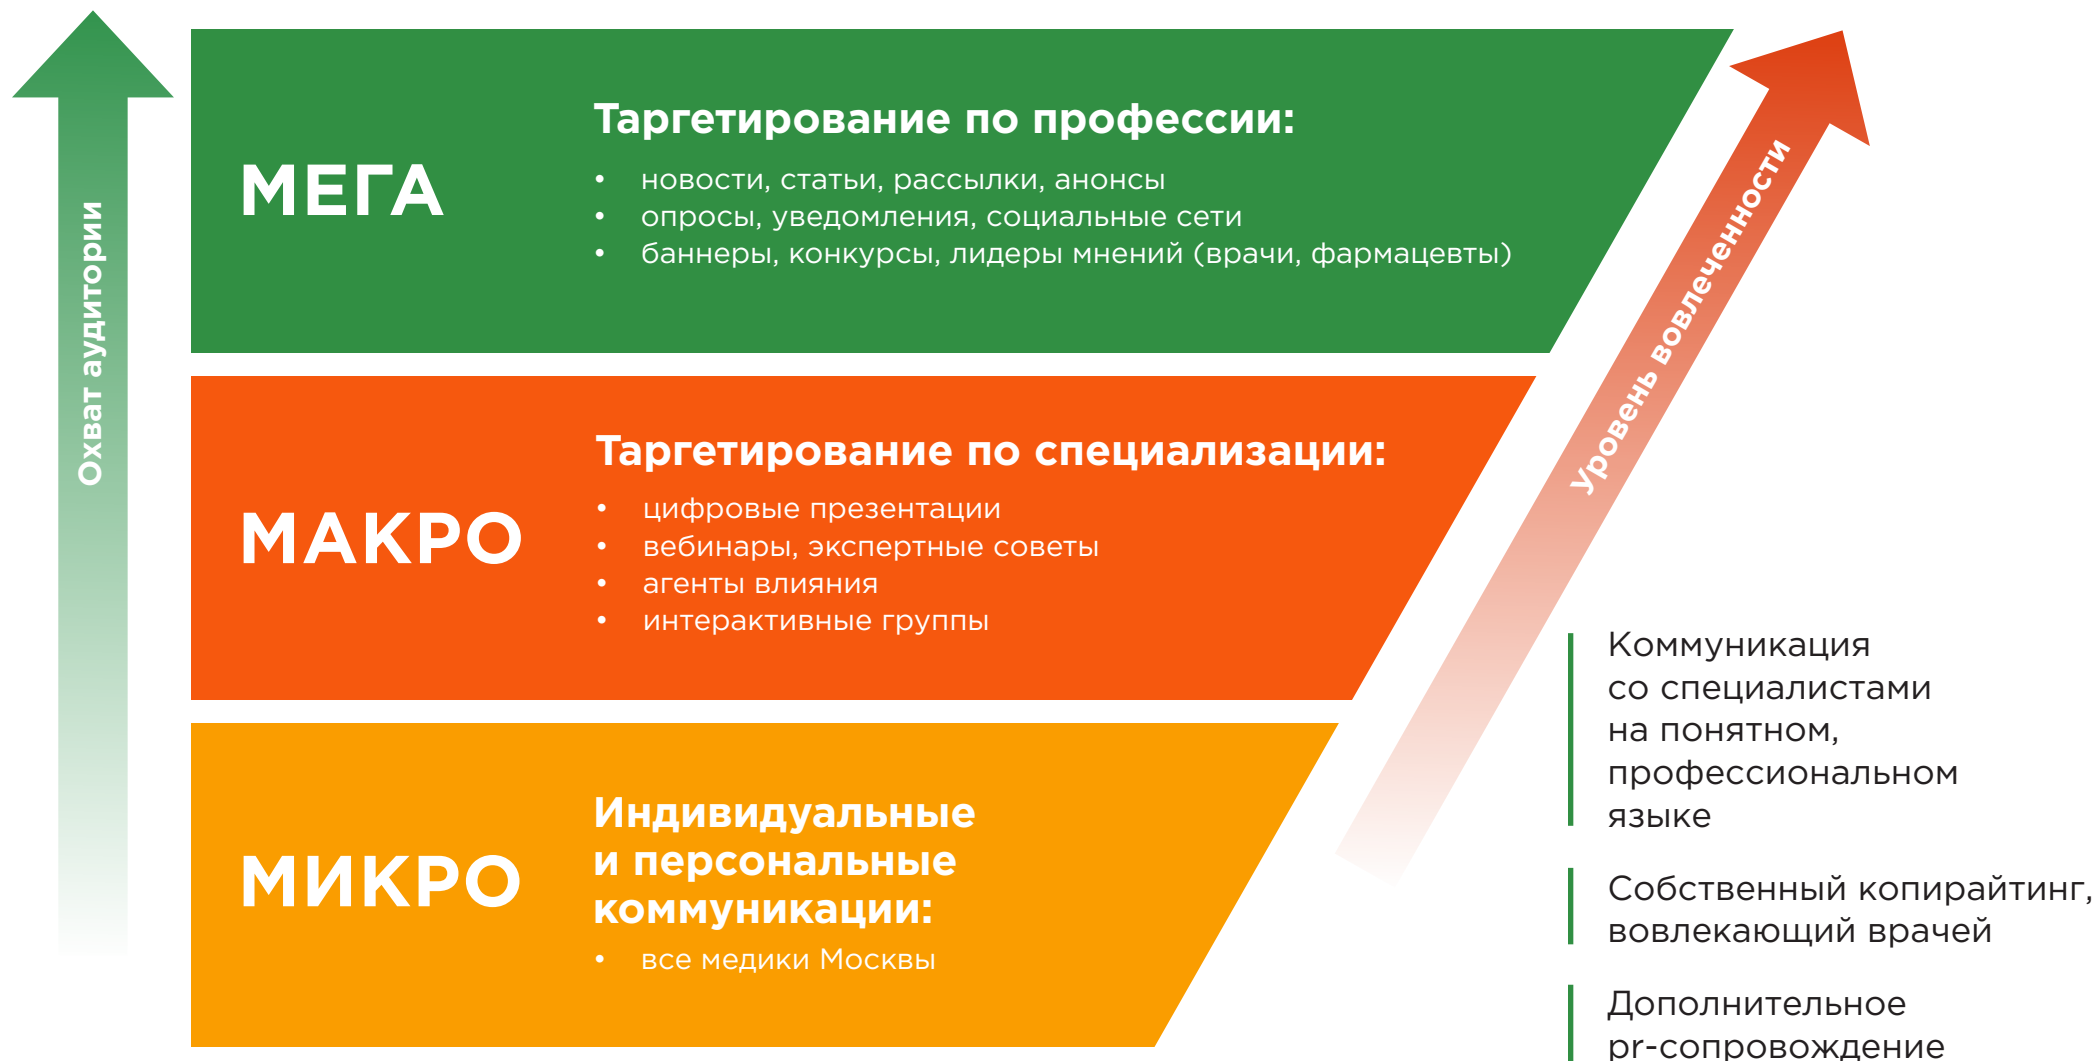 Охват аудитории
МЕГА
Таргетирование по профессии:
• новости, статьи, рассылки, анонсы
• опросы, уведомления, социальные сети
• баннеры, конкурсы, лидеры мнений (врачи, фармацевты)
МАКРО
Таргетирование по специализации:
• цифровые презентации
• вебинары, экспертные советы
• агенты влияния
• интерактивные группы
МИКРО
Индивидуальные
и персональные
коммуникации:
• все медики Москвы
Уровень вовлеченности
Коммуникация
со специалистами
на понятном,
профессиональном
языке
Собственный копирайтинг,
вовлекающий врачей
Дополнительное
pr-сопровождение